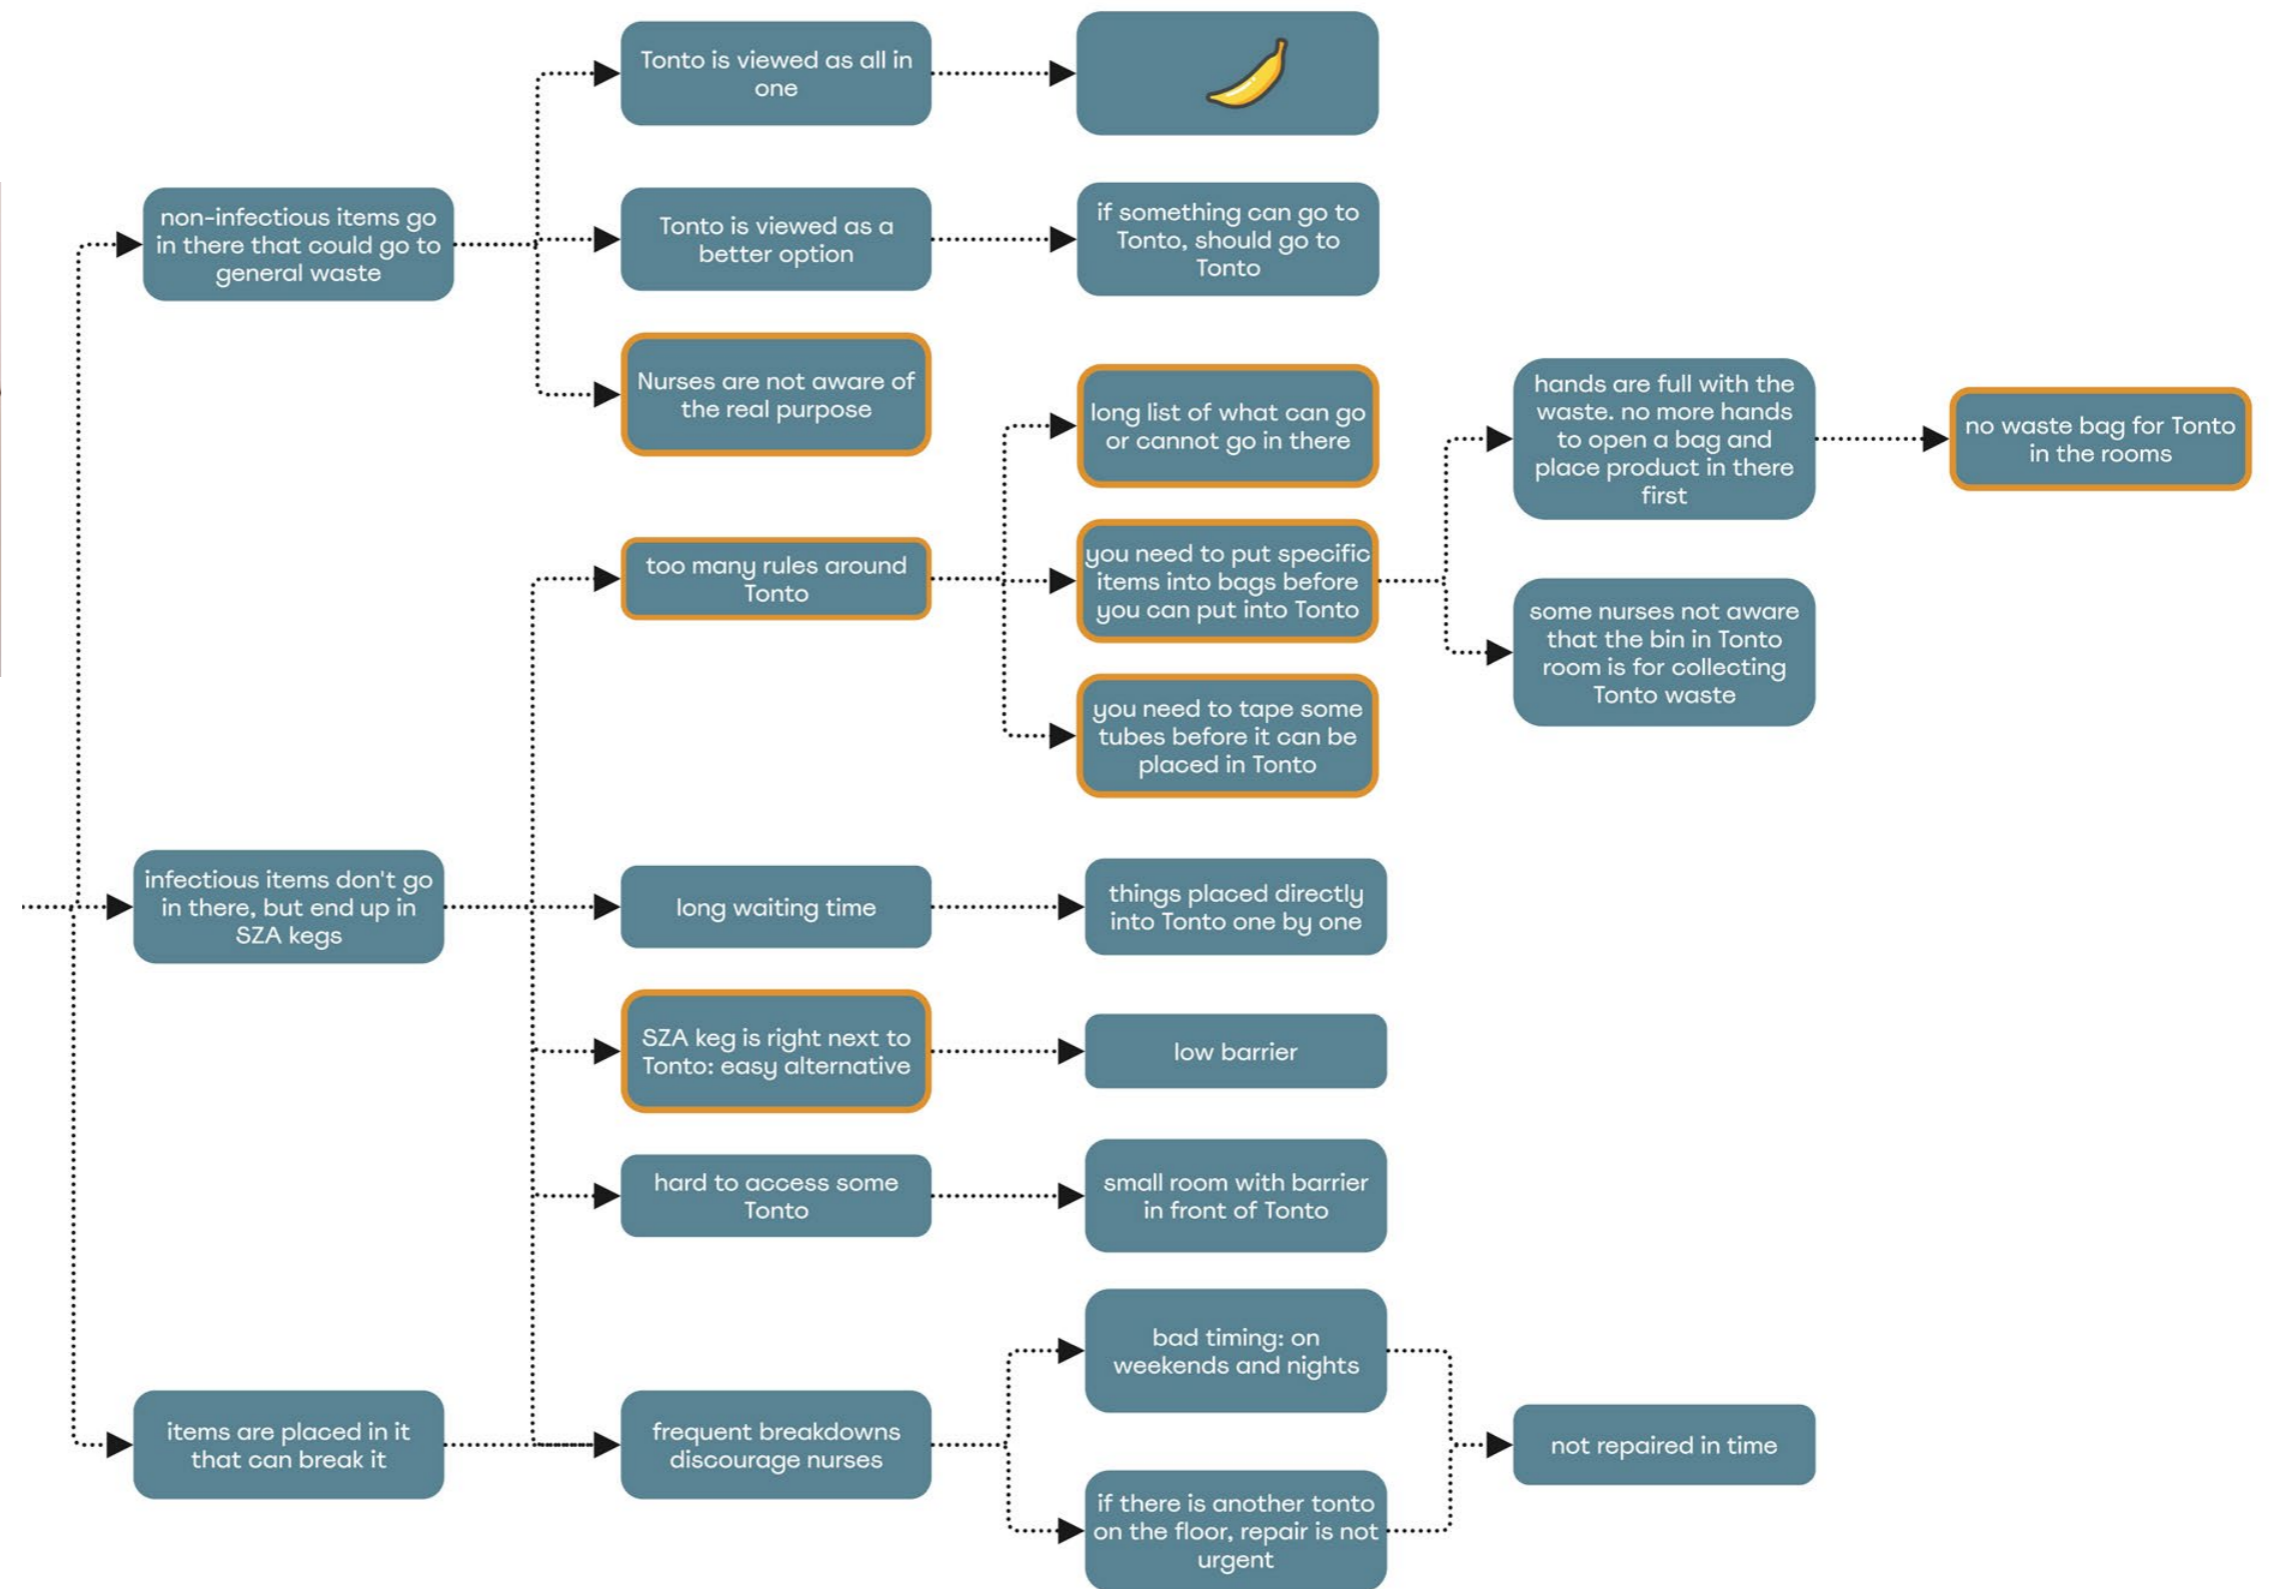 Tonto is viewed as all in
one
non-infectious items go
in there that could go to
general waste
Tonto is viewed as a
better option
if something can go to
Tonto, should go to
Tonto
Nurses are not aware of
the real purpose
long list of what can go
or cannot go in there
hands are full with the
waste. no more hands
to open a bag and
place product in there
first
no waste bag for Tonto
in the rooms
too many rules around
Tonto
you need to put specific
items into bags before
you can put into Tonto
some nurses not aware
that the bin in Tonto
room is for collecting
Tonto waste
you need to tape some
tubes before it can be
placed in Tonto
infectious items don't go
in there, but end up in
SZA kegs
long waiting time
things placed directly
into Tonto one by one
SZA keg is right next to
Tonto: easy alternative
low barrier
hard to access some
Tonto
small room with barrier
in front of Tonto
items are placed in it
that can break it
frequent breakdowns
discourage nurses
bad timing: on
weekends and nights
if there is another tonto
on the floor, repair is not
urgent
not repaired in time